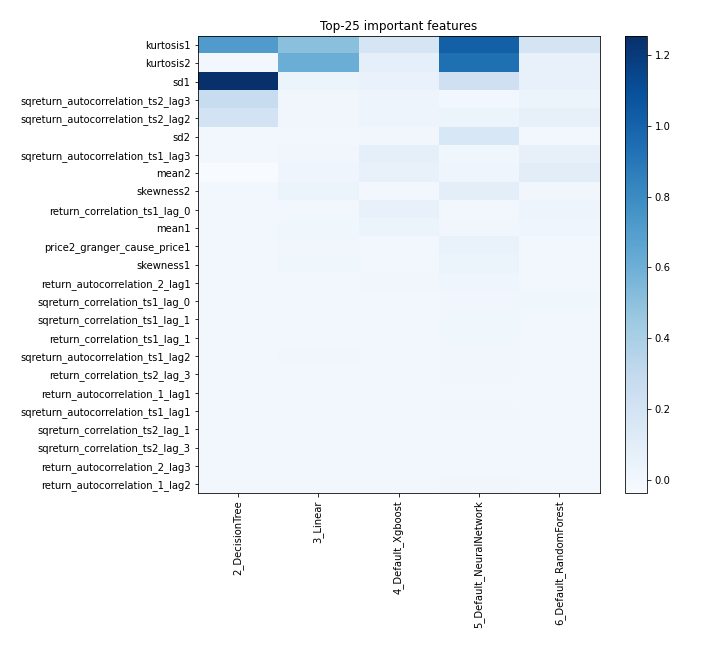 Top-25 important features
kurtosis1
kurtosis2
sd1
sqreturn_autocorrelation_ts2_lag3
sqreturn_autocorrelation_ts2_lag2
sd2
sqreturn_autocorrelation_ts1_lag3
mean2
skewness2
return_correlation_ts1_lag_0
mean1
price2_granger_cause_price1
skewness1
return_autocorrelation_2_lag1
sqreturn_correlation_ts1_lag_0
sqreturn_correlation_ts1_lag_1
return_correlation_ts1_lag_1
sqreturn_autocorrelation_ts1_lag2
return_correlation_ts2_lag_3
return_autocorrelation_1_lag1
sqreturn_autocorrelation_ts1_lag1
sqreturn_correlation_ts2_lag_1
sqreturn_correlation_ts2_lag_3
return_autocorrelation_2_lag3
return_autocorrelation_1_lag2
2_DecisionTree
3_Linear
4_Default_Xgboost
5_Default_NeuralNetwork
6_Default_RandomForest
1.2
1.0
0.8
0.6
0.4
0.2
0.0